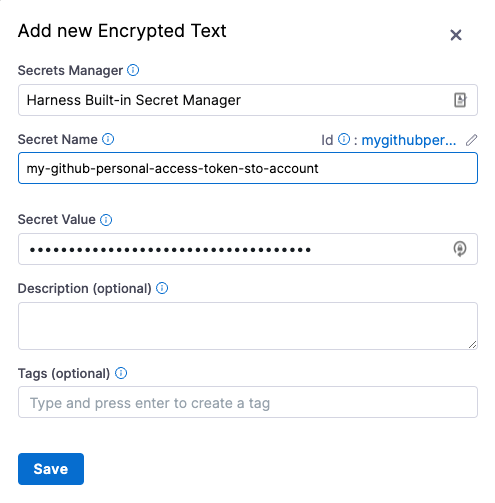 Add new Encrypted Text
Secrets Manager
Harness Built-in Secret Manager
Secret Name Id : mygithubper...
my-github-personal-access-token-sto-account
Secret Value
••••••••••••••••••••••••••••••••••••
Description (optional)
Tags (optional)
Type and press enter to create a tag
Save